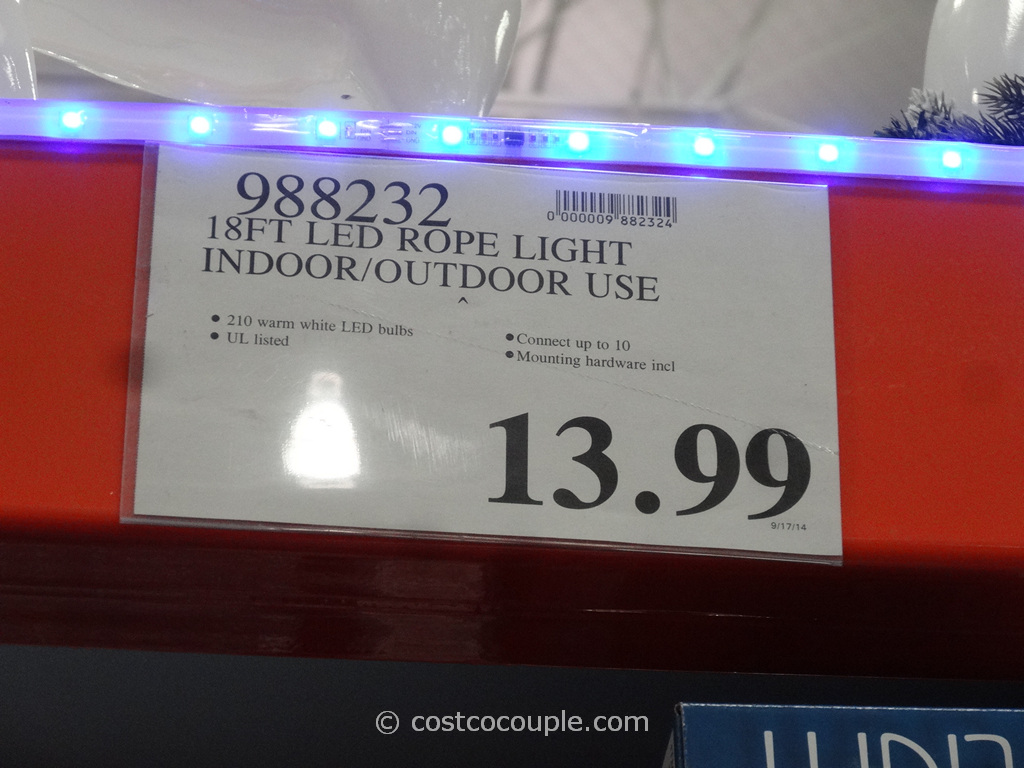 988232
0 000009 882324
18FT LED ROPE LIGHT
INDOOR/OUTDOOR USE
^
• 210 warm white LED bulbs
• UL listed
• Connect up to 10
• Mounting hardware incl
13.99
9/17/14
© costcocouple.com